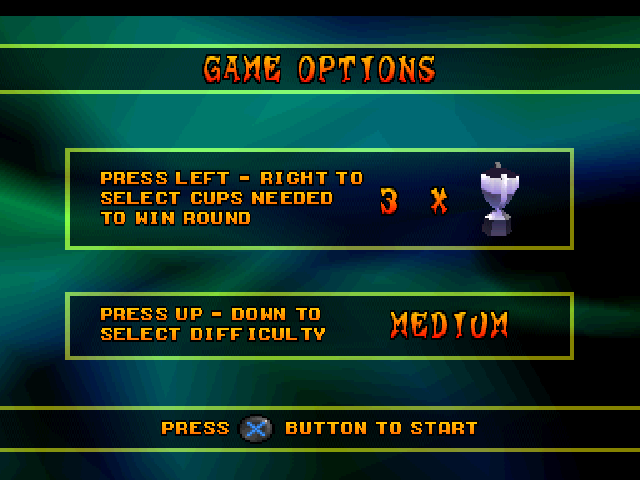 GAME OPTIONS
PRESS LEFT - RIGHT TO
SELECT CUPS NEEDED
TO WIN ROUND
3 X
PRESS UP - DOWN TO
SELECT DIFFICULTY
MEDIUM
PRESS X BUTTON TO START